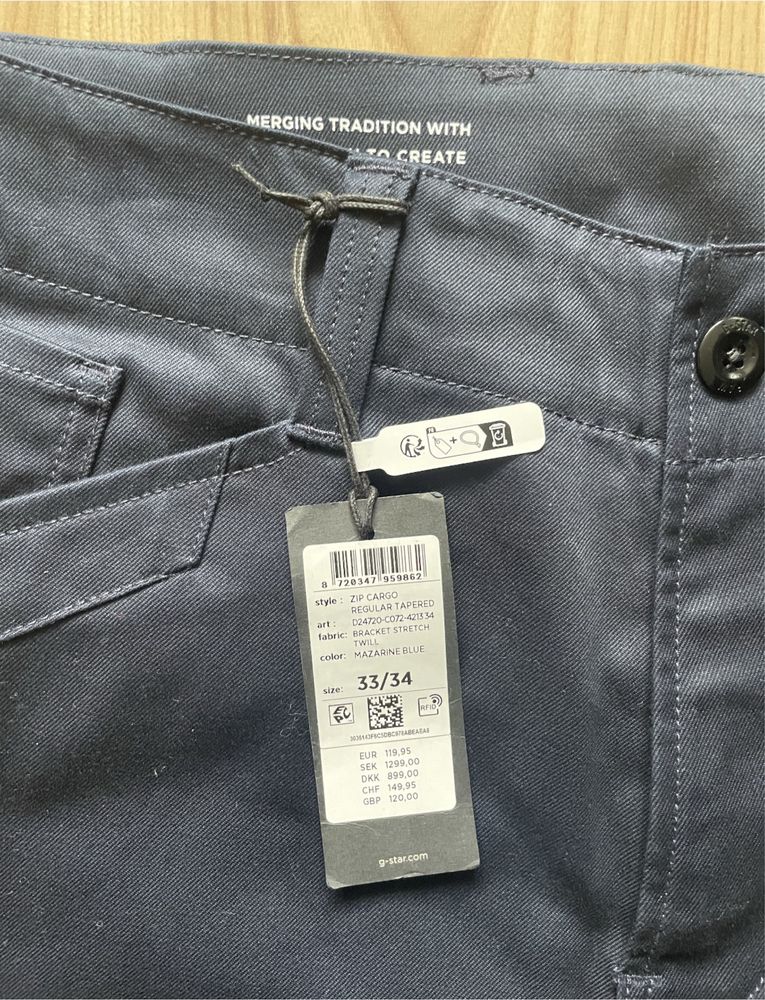 MERGING TRADITION WITH
TO CREATE
8 720347 959862
style : ZIP CARGO
REGULAR TAPERED
art : D24720-C072-42133 34
fabric: BRACKET STRETCH
TWILL
color: MAZARINE BLUE
size: 33/34
RFID
EUR 119,95
SEK 1299,00
DKK 899,00
CHF 149,95
GBP 120,00
g-star.com